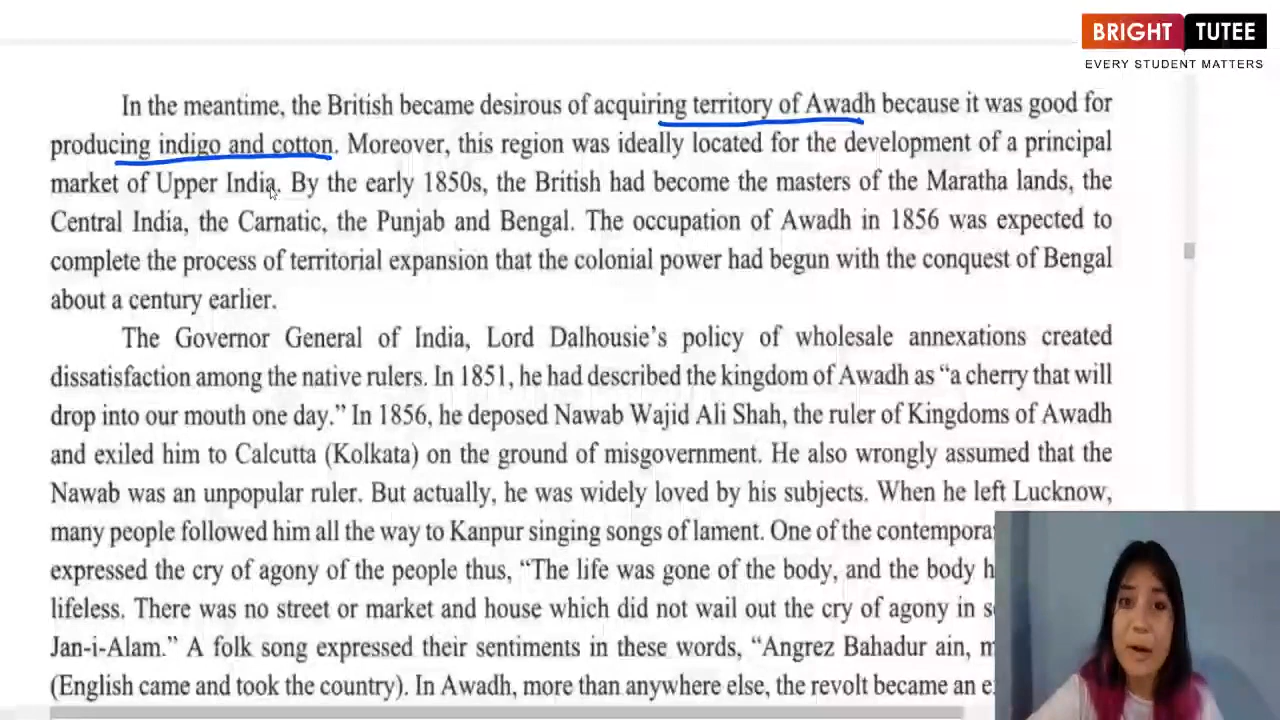 BRIGHT TUTEE
EVERY STUDENT MATTERS
In the meantime, the British became desirous of acquiring territory of Awadh because it was good for
producing indigo and cotton. Moreover, this region was ideally located for the development of a principal
market of Upper India. By the early 1850s, the British had become the masters of the Maratha lands, the
Central India, the Carnatic, the Punjab and Bengal. The occupation of Awadh in 1856 was expected to
complete the process of territorial expansion that the colonial power had begun with the conquest of Bengal
about a century earlier.
The Governor General of India, Lord Dalhousie's policy of wholesale annexations created
dissatisfaction among the native rulers. In 1851, he had described the kingdom of Awadh as “a cherry that will
drop into our mouth one day.” In 1856, he deposed Nawab Wajid Ali Shah, the ruler of Kingdoms of Awadh
and exiled him to Calcutta (Kolkata) on the ground of misgovernment. He also wrongly assumed that the
Nawab was an unpopular ruler. But actually, he was widely loved by his subjects. When he left Lucknow,
many people followed him all the way to Kanpur singing songs of lament. One of the
expressed the cry of agony of the people thus, “The life was gone of the body, and the body
lifeless. There was no street or market and house which did not wail out the cry of agony in
Jan-i-Alam.” A folk song expressed their sentiments in these words, “Angrez Bahadur ain,
(English came and took the country). In Awadh, more than anywhere else, the revolt became an